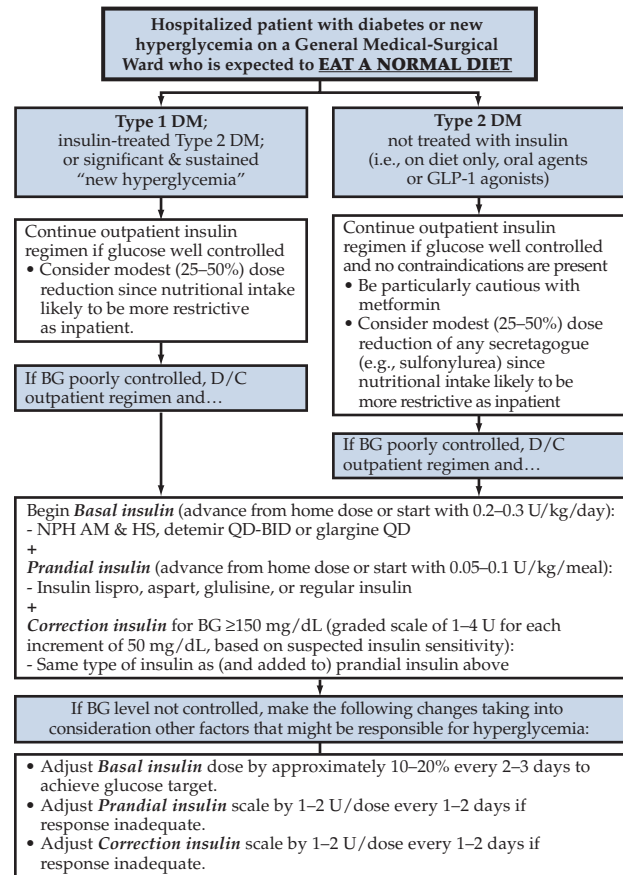 Hospitalized patient with diabetes or new
hyperglycemia on a General Medical-Surgical
Ward who is expected to EAT A NORMAL DIET
Type 1 DM;
insulin-treated Type 2 DM;
or significant & sustained
“new hyperglycemia”
Type 2 DM
not treated with insulin
(i.e., on diet only, oral agents
or GLP-1 agonists)
Continue outpatient insulin
regimen if glucose well controlled
• Consider modest (25–50%) dose
reduction since nutritional intake
likely to be more restrictive
as inpatient.
Continue outpatient insulin
regimen if glucose well controlled
and no contraindications are present
• Be particularly cautious with
metformin
• Consider modest (25–50%) dose
reduction of any secretagogue
(e.g., sulfonylurea) since
nutritional intake likely to be
more restrictive as inpatient
If BG poorly controlled, D/C
outpatient regimen and…
If BG poorly controlled, D/C
outpatient regimen and…
Begin Basal insulin (advance from home dose or start with 0.2–0.3 U/kg/day):
- NPH AM & HS, detemir QD-BID or glargine QD
+
Prandial insulin (advance from home dose or start with 0.05–0.1 U/kg/meal):
- Insulin lispro, aspart, glulisine, or regular insulin
+
Correction insulin for BG ≥150 mg/dL (graded scale of 1–4 U for each
increment of 50 mg/dL, based on suspected insulin sensitivity):
- Same type of insulin as (and added to) prandial insulin above
If BG level not controlled, make the following changes taking into
consideration other factors that might be responsible for hyperglycemia:
• Adjust Basal insulin dose by approximately 10–20% every 2–3 days to
achieve glucose target.
• Adjust Prandial insulin scale by 1–2 U/dose every 1–2 days if
response inadequate.
• Adjust Correction insulin scale by 1–2 U/dose every 1–2 days if
response inadequate.